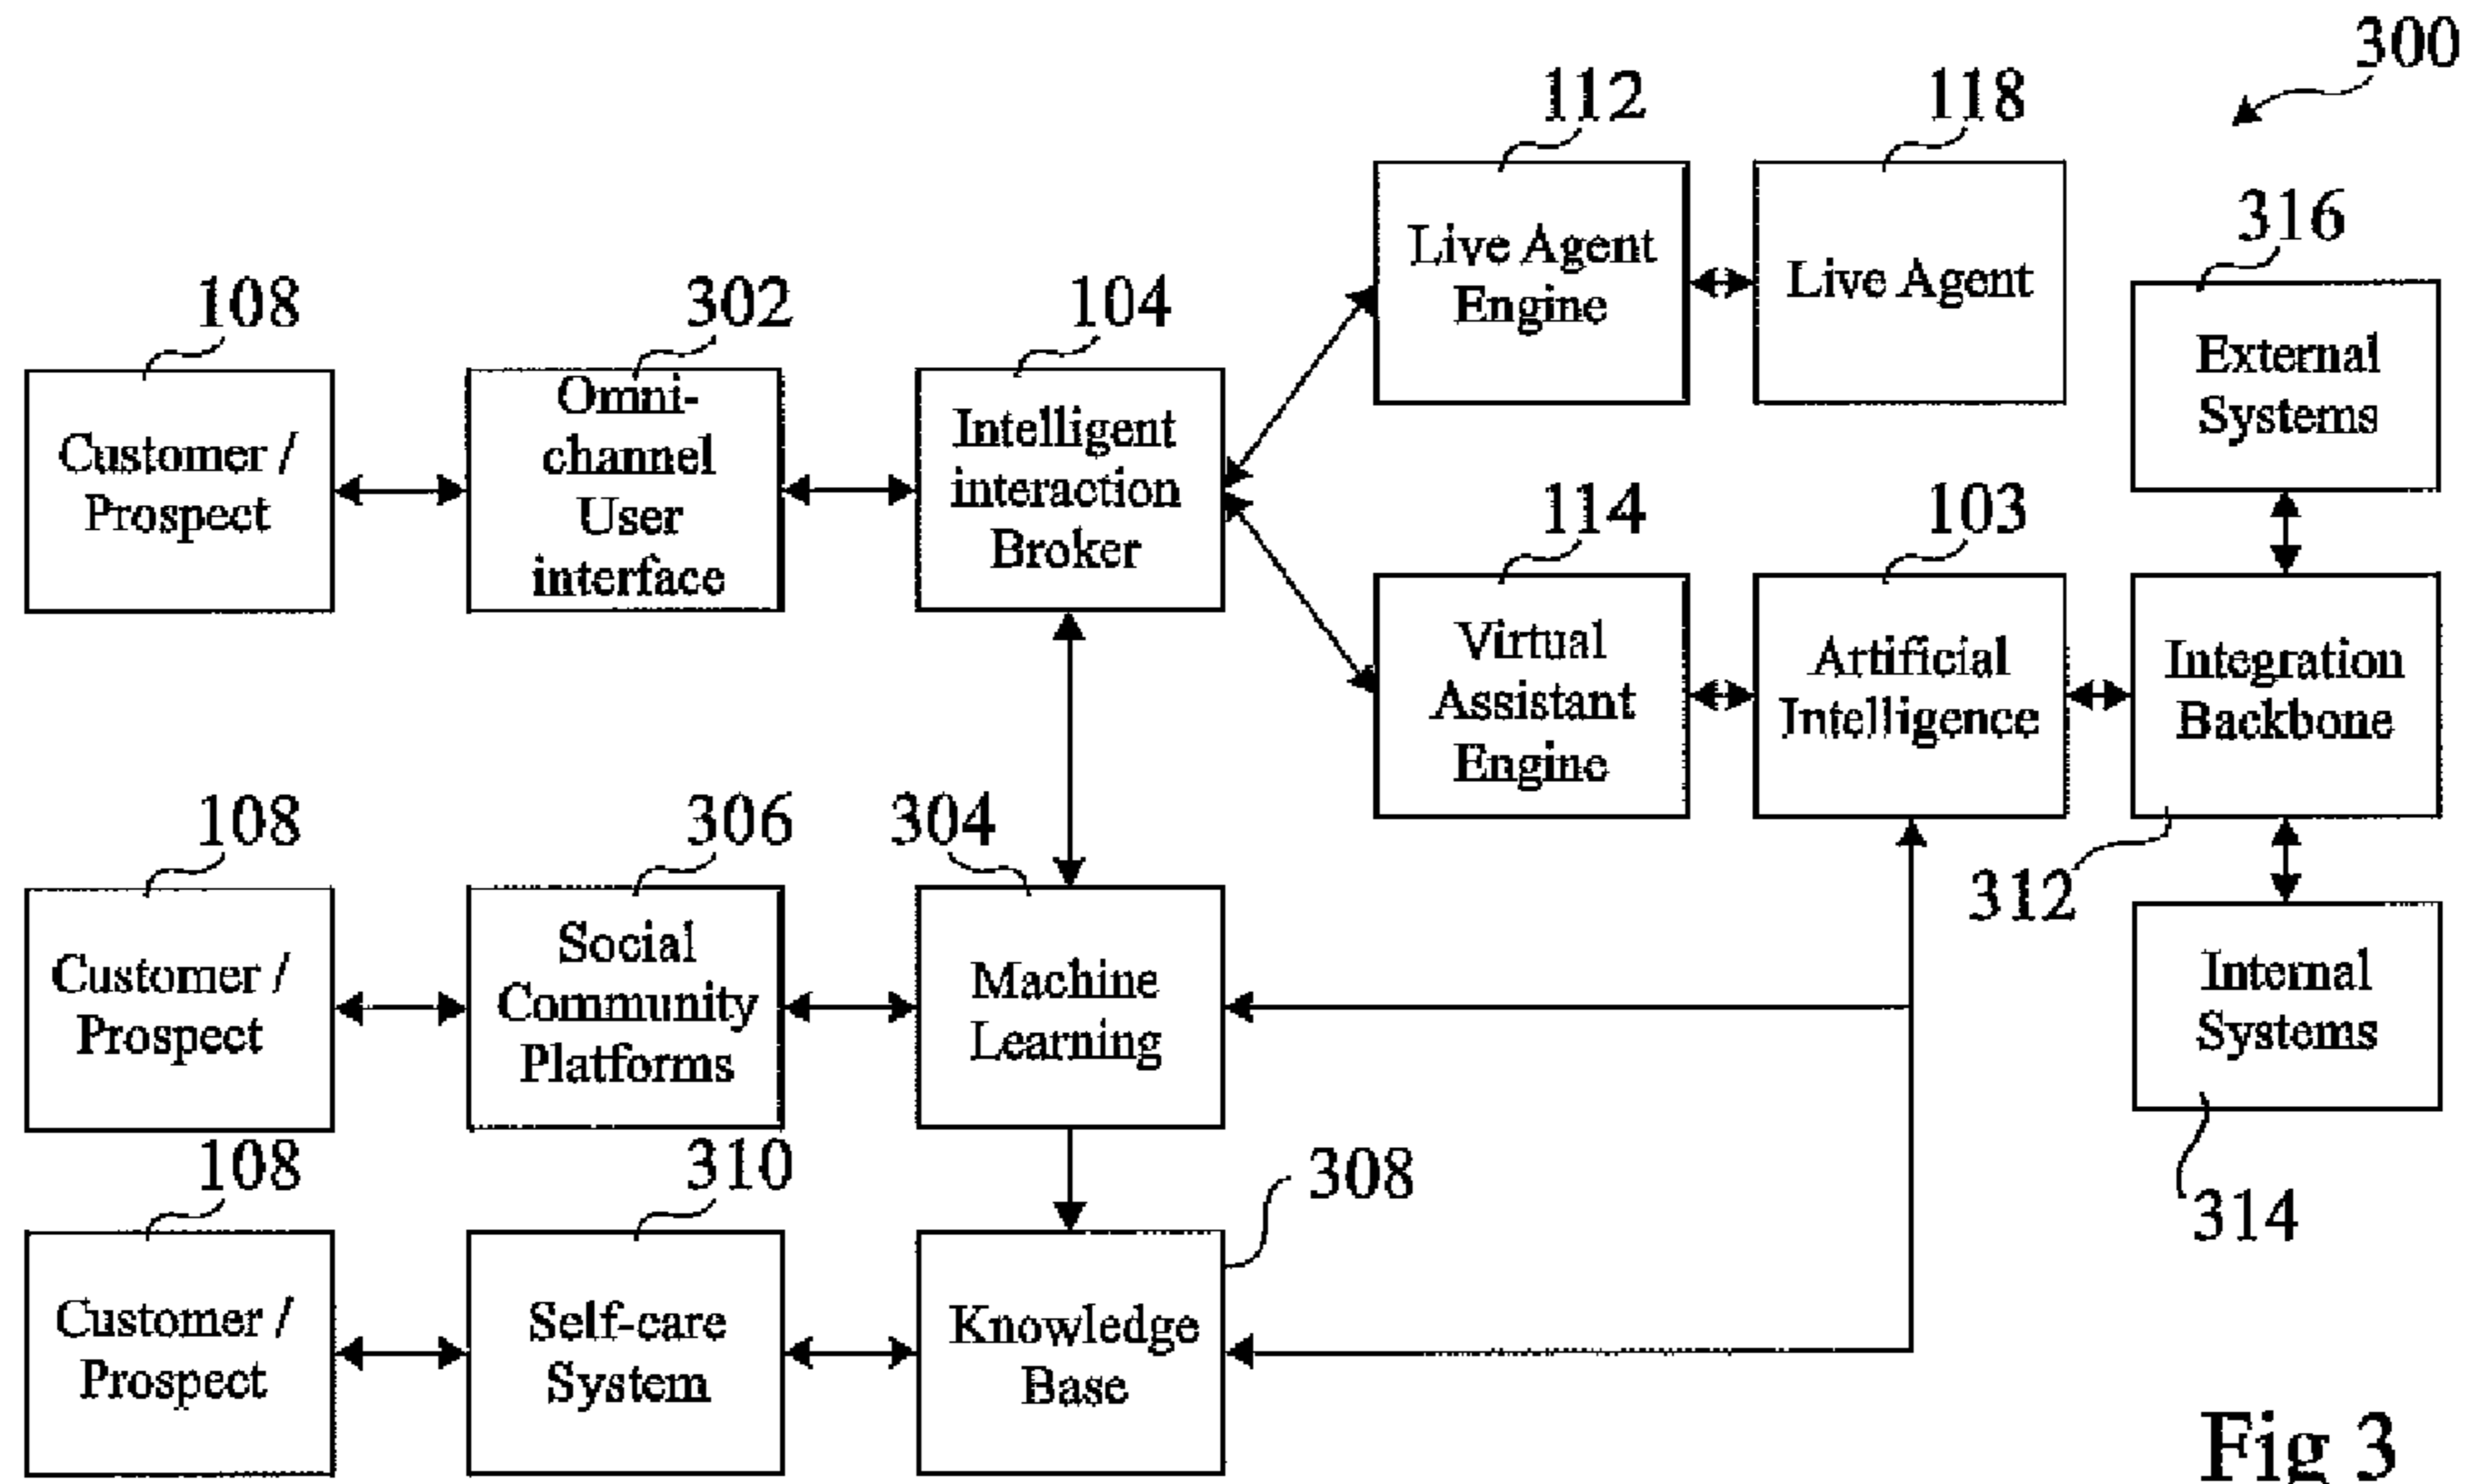 300
112
118
Live Agent
Engine
Live Agent
316
External
Systems
108
302
104
Customer /
Prospect
Omni-
channel
User
interface
Intelligent
interaction
Broker
114
103
Virtual
Assistant
Engine
Artificial
Intelligence
Integration
Backbone
312
108
306
304
Customer /
Prospect
Social
Community
Platforms
Machine
Learning
Internal
Systems
314
108
310
308
Customer /
Prospect
Self-care
System
Knowledge
Base
Fig 3